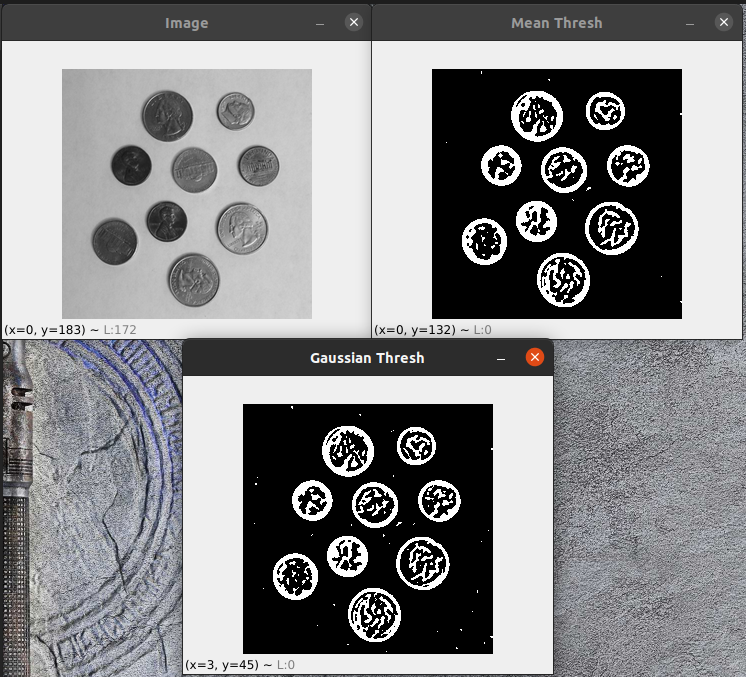 Image
(x=0, y=183) ~ L:172
Mean Thresh
(x=0, y=132) ~ L:0
Gaussian Thresh
(x=3, y=45) ~ L:0